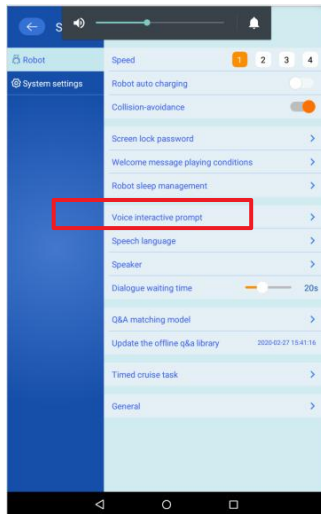 S
Robot
System settings
Speed 1 2 3 4
Robot auto charging
Collision-avoidance
Screen lock password
Welcome message playing conditions
Robot sleep management
Voice interactive prompt
Speech language
Speaker
Dialogue waiting time 20s
Q&A matching model
Update the offline q&a library 2020-02-27 15:41:16
Timed cruise task
General